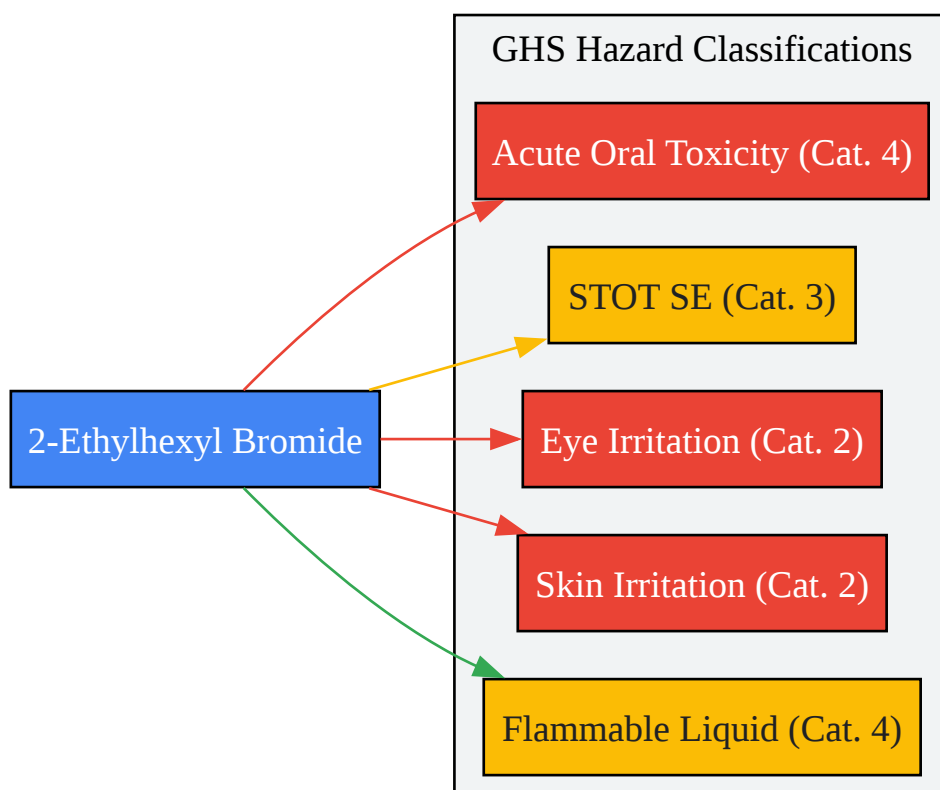 GHS Hazard Classifications
Acute Oral Toxicity (Cat. 4)
STOT SE (Cat. 3)
2-Ethylhexyl Bromide
Eye Irritation (Cat. 2)
Skin Irritation (Cat. 2)
Flammable Liquid (Cat. 4)